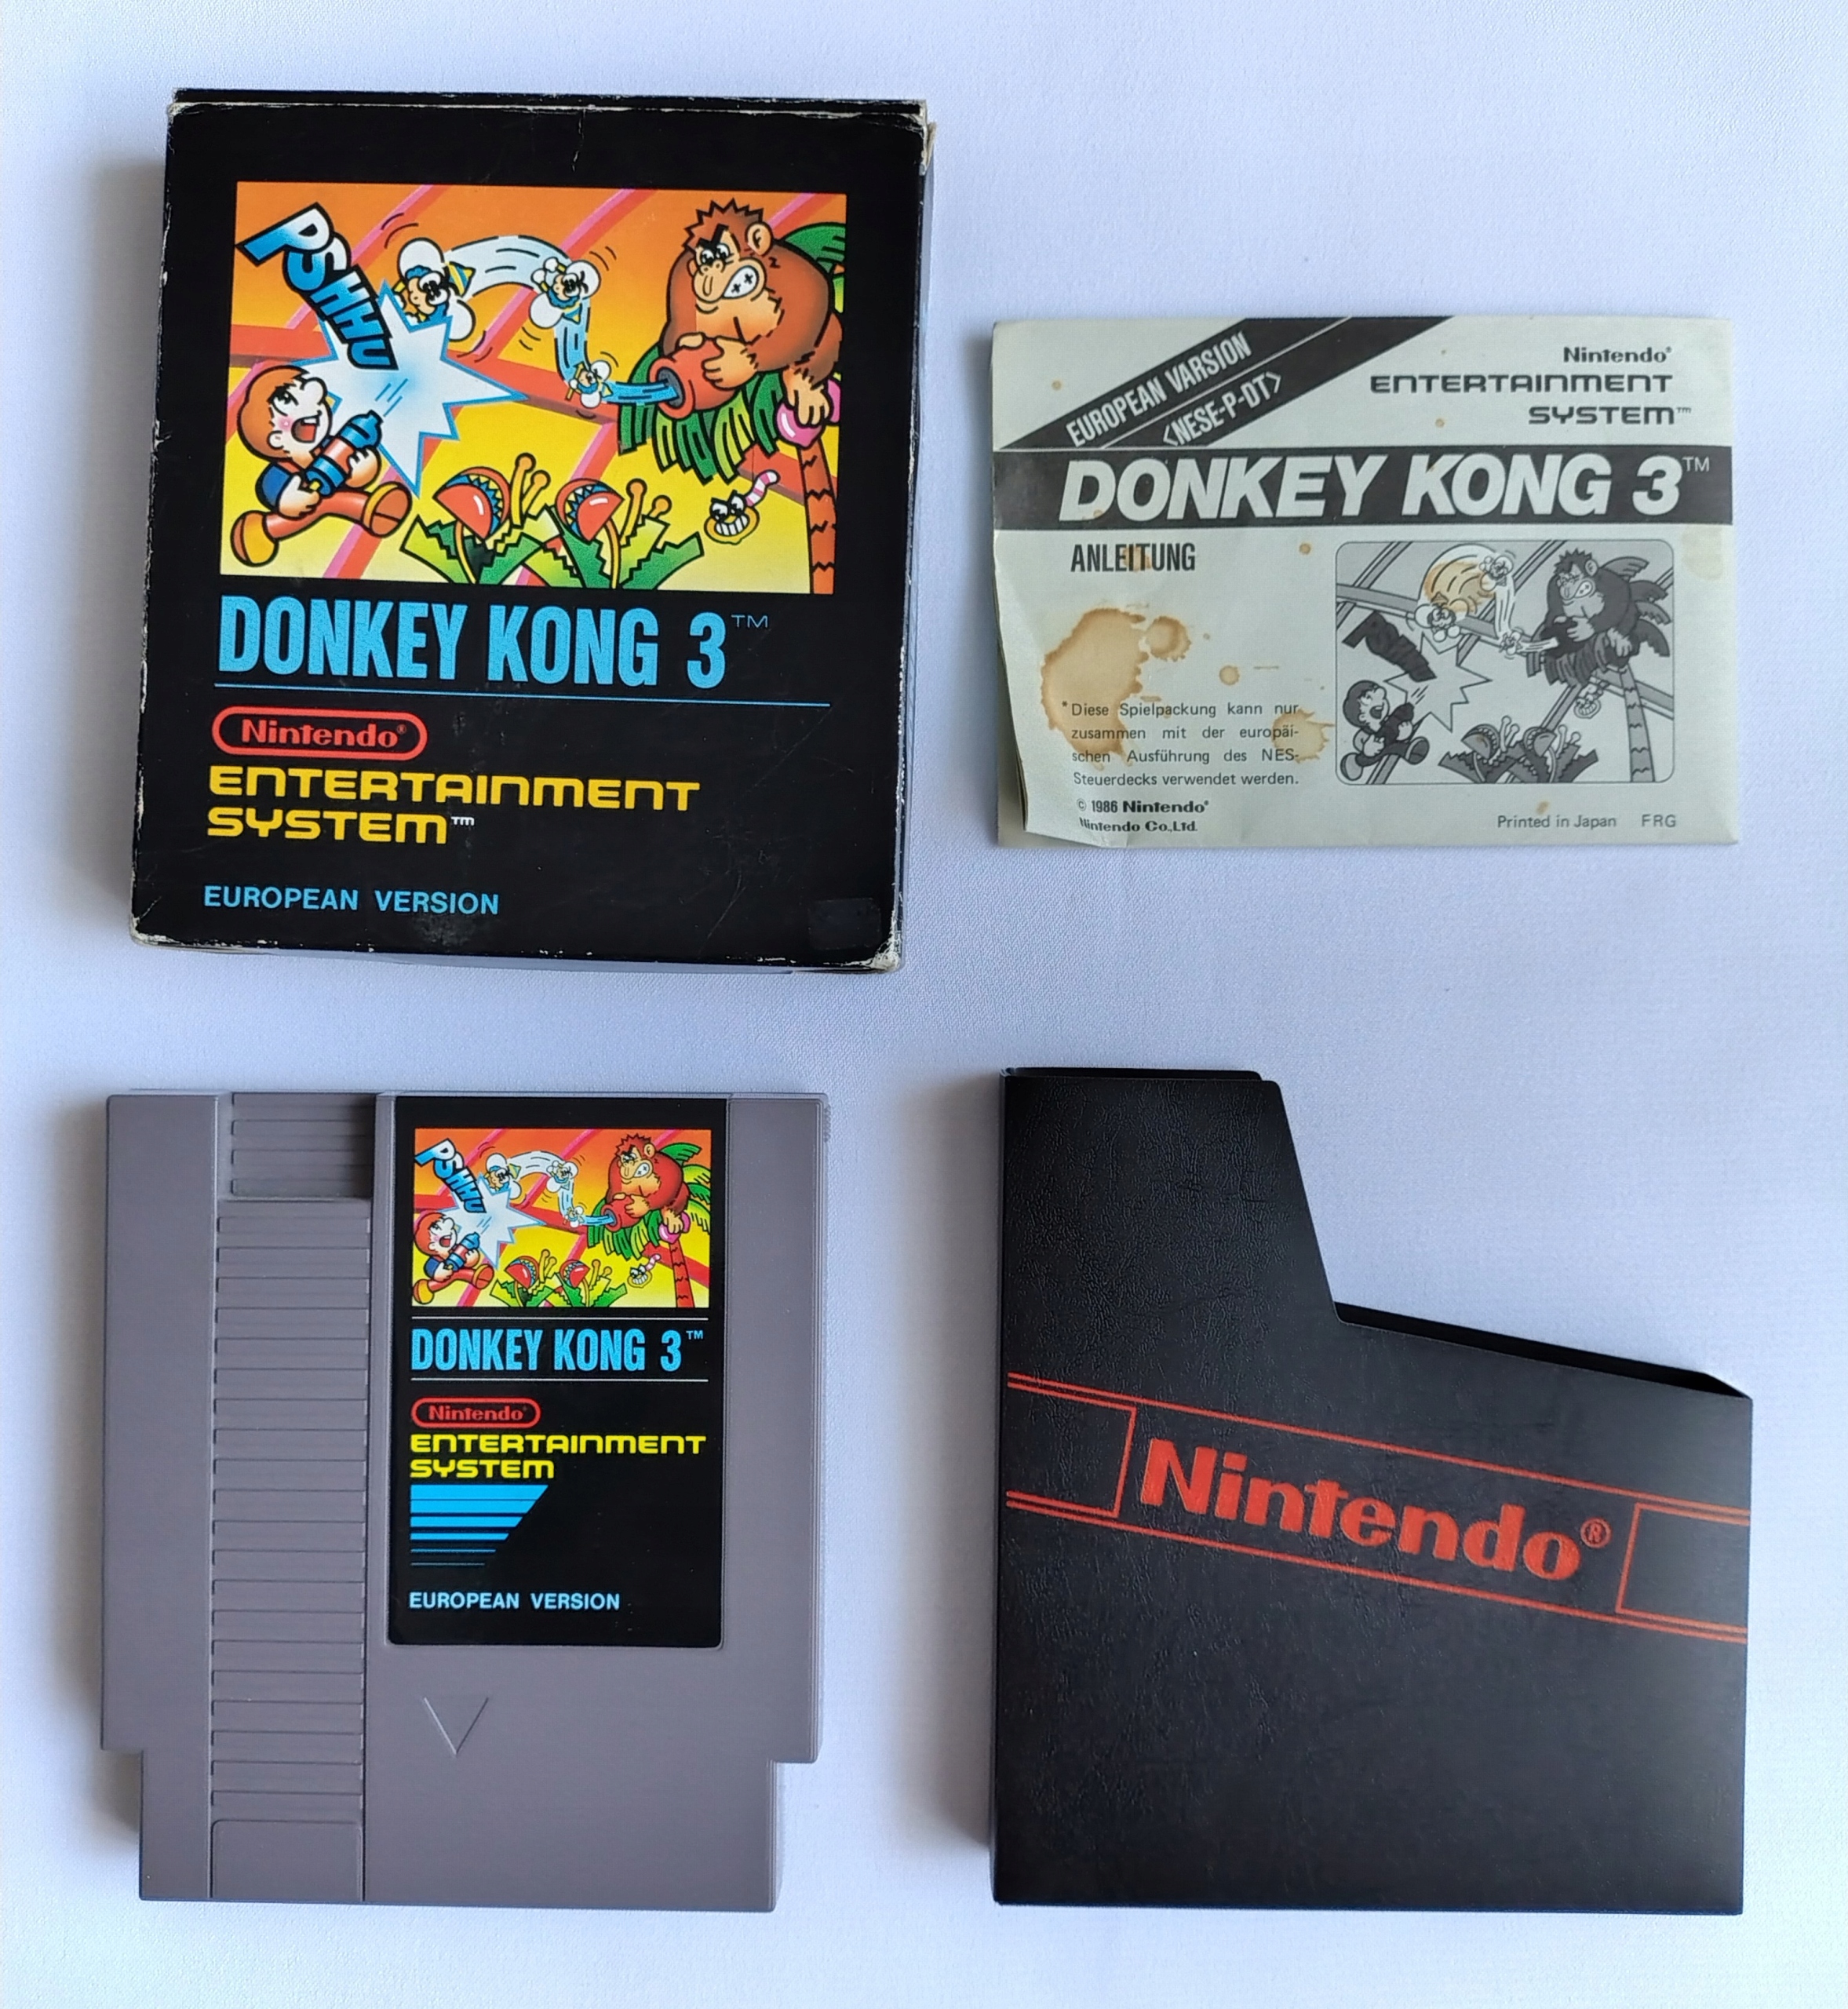 PSHHU
DONKEY KONG 3™
Nintendo®
ENTERTAINMENT
SYSTEM™
EUROPEAN VERSION
EUROPEAN VARSION
<NESE-P-DT>
Nintendo®
ENTERTAINMENT
SYSTEM™
DONKEY KONG 3™
ANLEITUNG
*Diese Spielpackung kann nur
zusammen mit der europäi-
schen Ausführung des NES-
Steuerdecks verwendet werden.
© 1986 Nintendo®
Nintendo Co.,Ltd.
Printed in Japan FRG
PSHHU
DONKEY KONG 3™
Nintendo®
ENTERTAINMENT
SYSTEM
EUROPEAN VERSION
Nintendo®